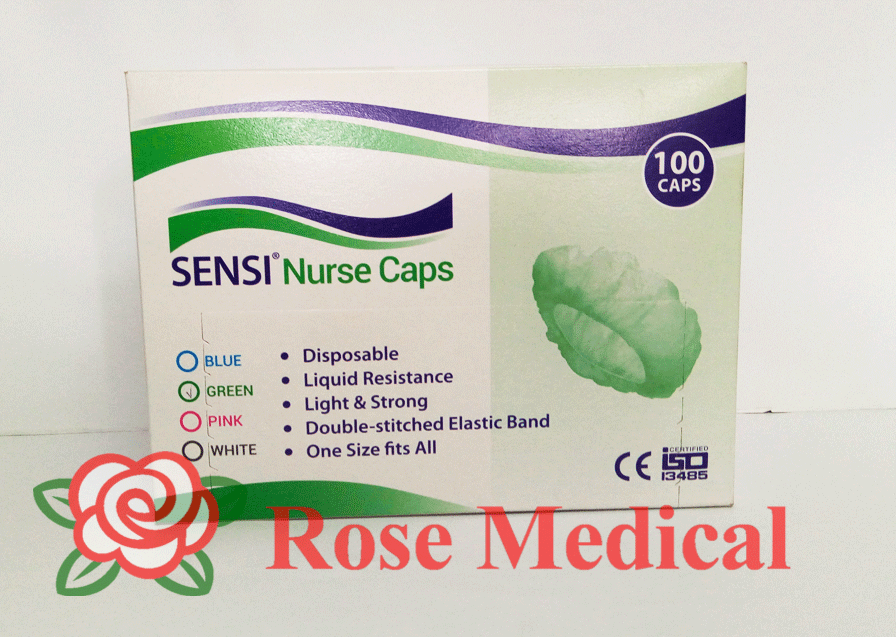 100
CAPS
SENSI® Nurse Caps
BLUE
GREEN
PINK
WHITE
• Disposable
• Liquid Resistance
• Light & Strong
• Double-stitched Elastic Band
• One Size fits All
CE
CERTIFIED
ISO
13485
Rose Medical